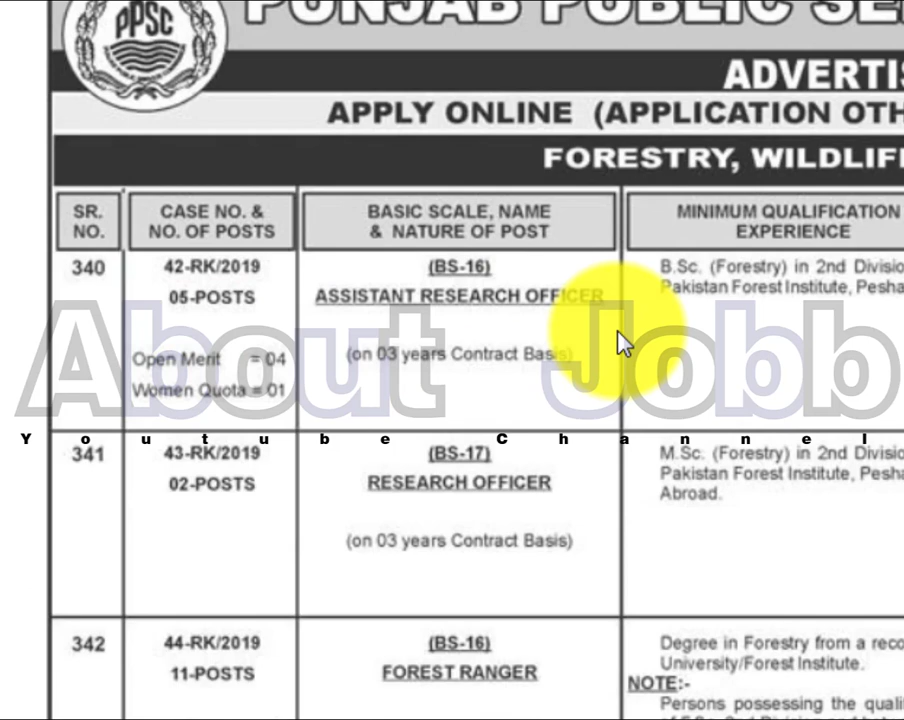 PPSC
PUNJAB PUBLIC
ADVERTIS
APPLY ONLINE (APPLICATION OTH
FORESTRY, WILDLIF
SR. NO.
CASE NO. & NO. OF POSTS
BASIC SCALE, NAME & NATURE OF POST
MINIMUM QUALIFICATION EXPERIENCE
340
42-RK/2019
05-POSTS
Open Merit = 04
Women Quota = 01
(BS-16)
ASSISTANT RESEARCH OFFICER
(on 03 years Contract Basis)
B.Sc. (Forestry) in 2nd Divisio
Pakistan Forest Institute, Pesha
About Jobb
Youtube Channel
341
43-RK/2019
02-POSTS
(BS-17)
RESEARCH OFFICER
(on 03 years Contract Basis)
M.Sc. (Forestry) in 2nd Divisio
Pakistan Forest Institute, Pesha
Abroad.
342
44-RK/2019
11-POSTS
(BS-16)
FOREST RANGER
Degree in Forestry from a reco
University/Forest Institute.
NOTE:-
Persons possessing the quali